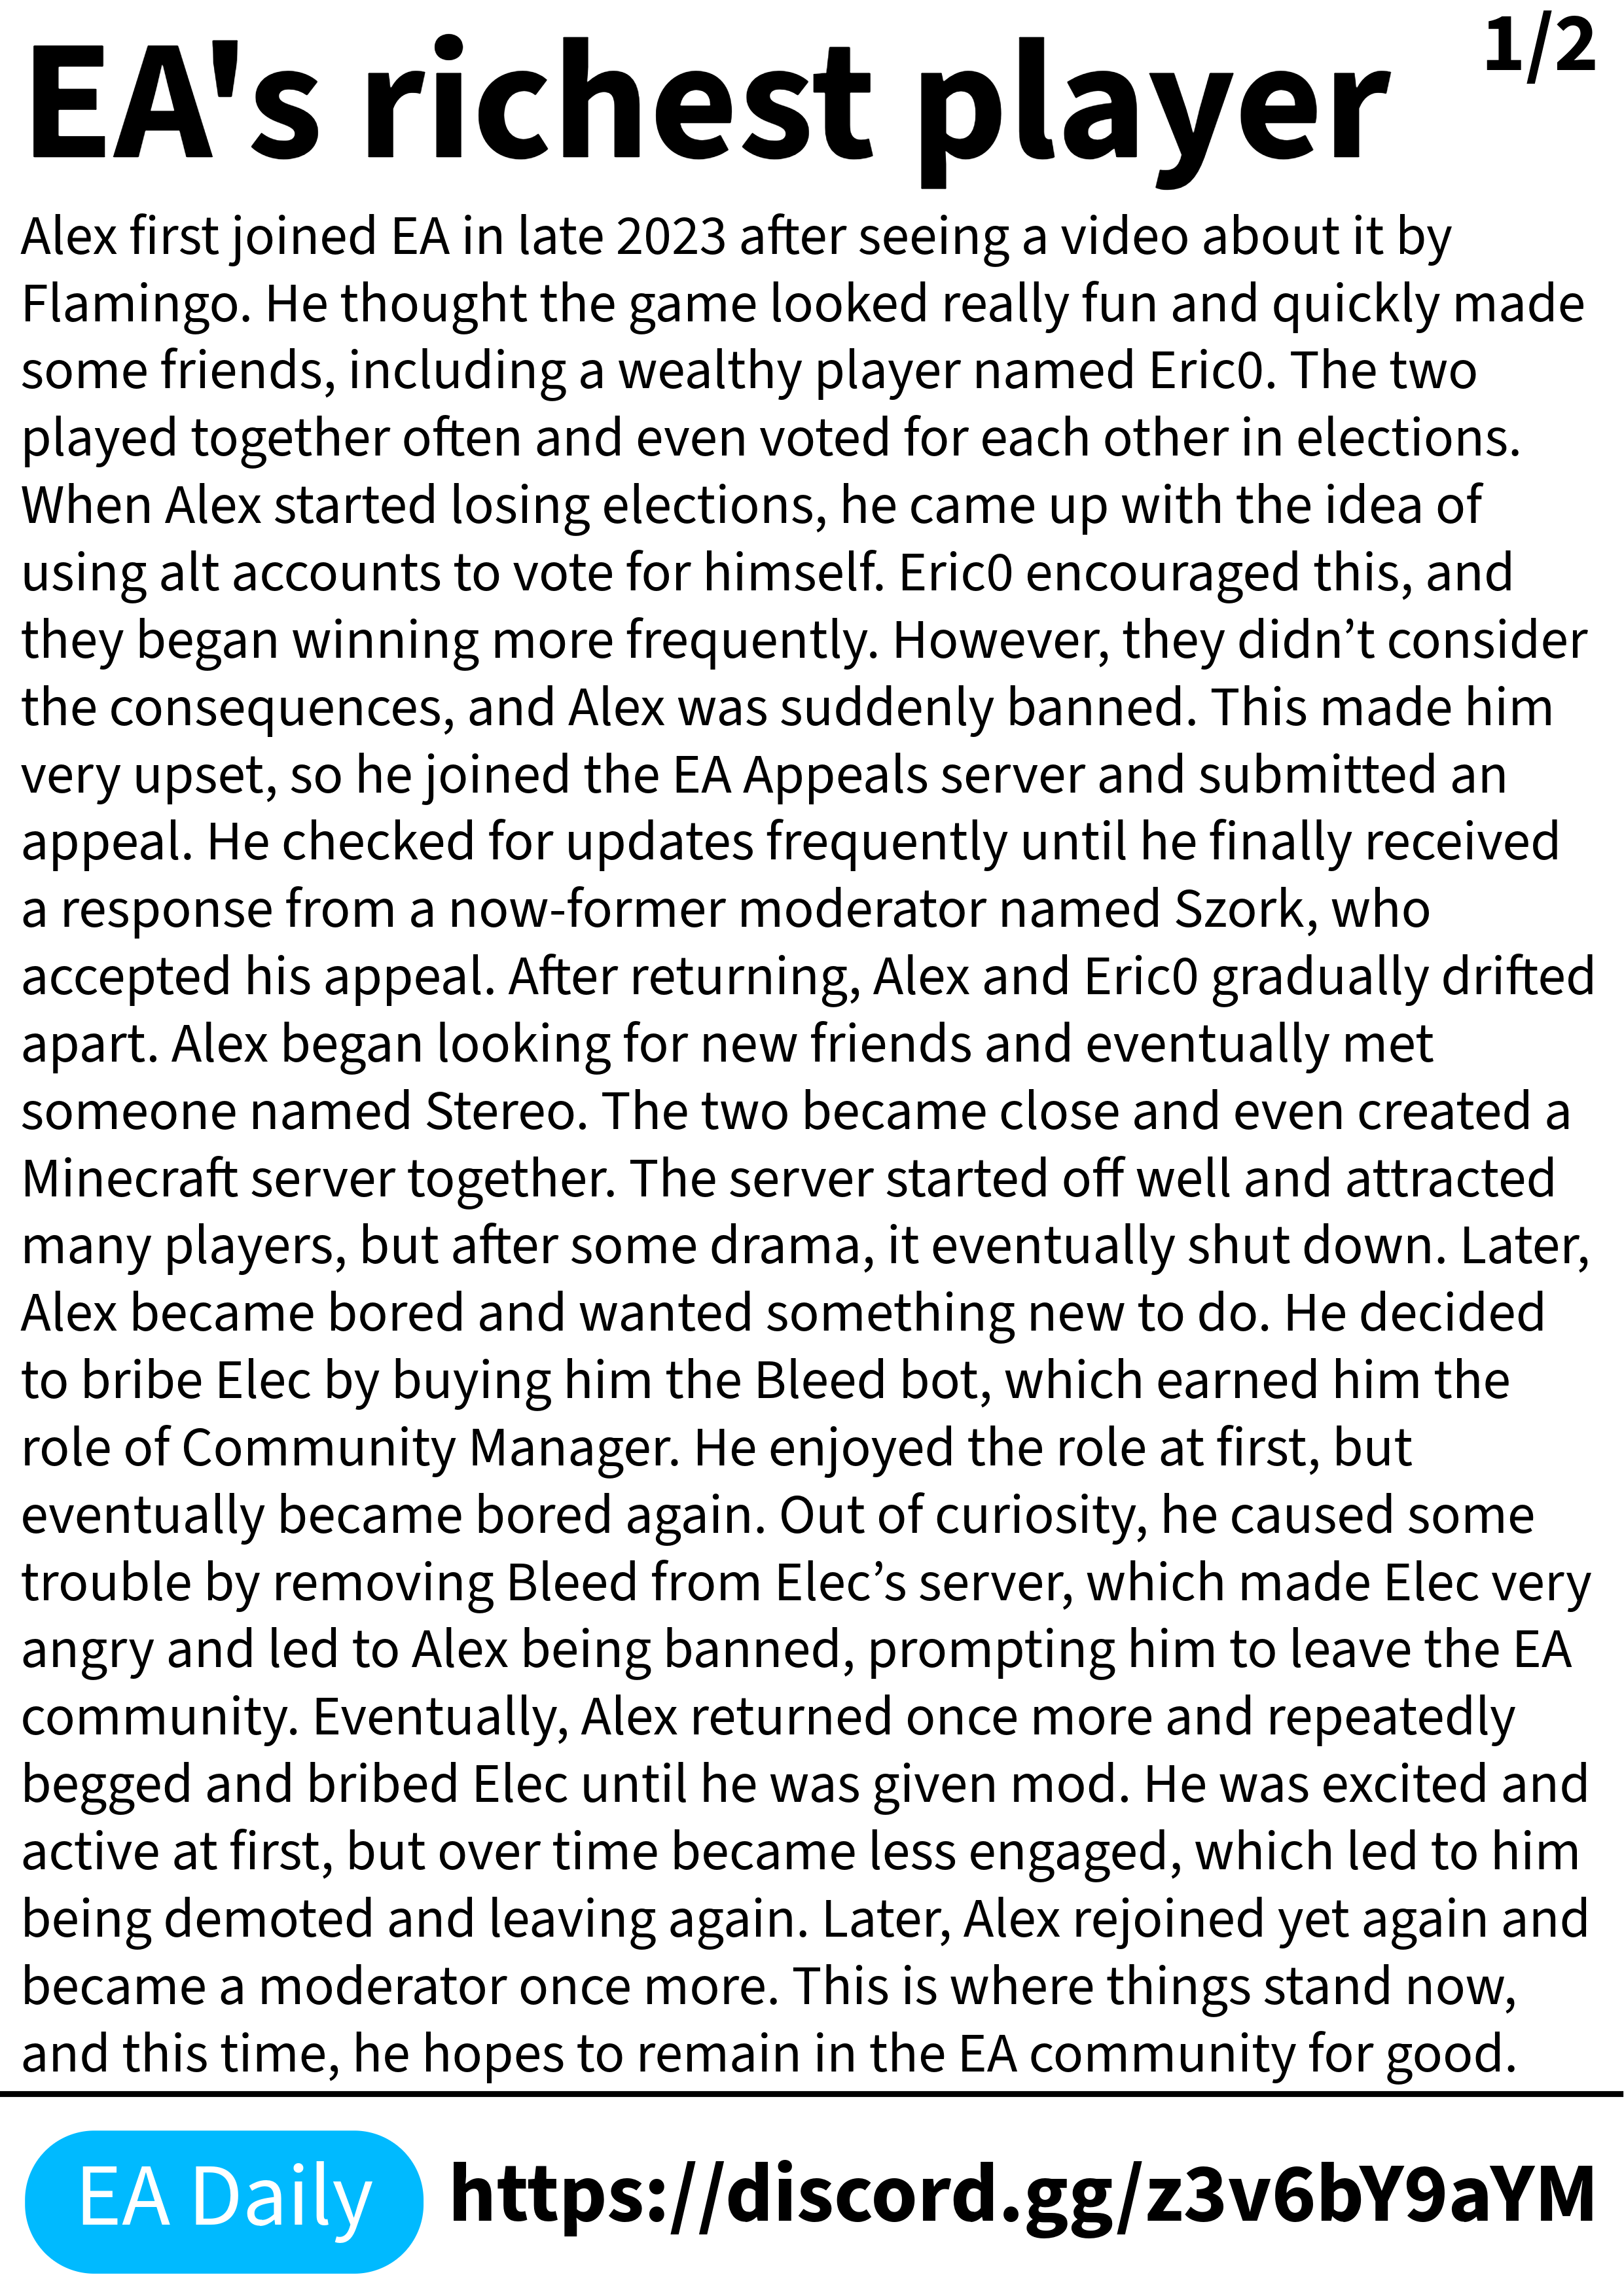 EA's richest player
1/2
Alex first joined EA in late 2023 after seeing a video about it by
Flamingo. He thought the game looked really fun and quickly made
some friends, including a wealthy player named Eric0. The two
played together often and even voted for each other in elections.
When Alex started losing elections, he came up with the idea of
using alt accounts to vote for himself. Eric0 encouraged this, and
they began winning more frequently. However, they didn’t consider
the consequences, and Alex was suddenly banned. This made him
very upset, so he joined the EA Appeals server and submitted an
appeal. He checked for updates frequently until he finally received
a response from a now-former moderator named Szork, who
accepted his appeal. After returning, Alex and Eric0 gradually drifted
apart. Alex began looking for new friends and eventually met
someone named Stereo. The two became close and even created a
Minecraft server together. The server started off well and attracted
many players, but after some drama, it eventually shut down. Later,
Alex became bored and wanted something new to do. He decided
to bribe Elec by buying him the Bleed bot, which earned him the
role of Community Manager. He enjoyed the role at first, but
eventually became bored again. Out of curiosity, he caused some
trouble by removing Bleed from Elec’s server, which made Elec very
angry and led to Alex being banned, prompting him to leave the EA
community. Eventually, Alex returned once more and repeatedly
begged and bribed Elec until he was given mod. He was excited and
active at first, but over time became less engaged, which led to him
being demoted and leaving again. Later, Alex rejoined yet again and
became a moderator once more. This is where things stand now,
and this time, he hopes to remain in the EA community for good.
EA Daily
https://discord.gg/z3v6bY9aYM